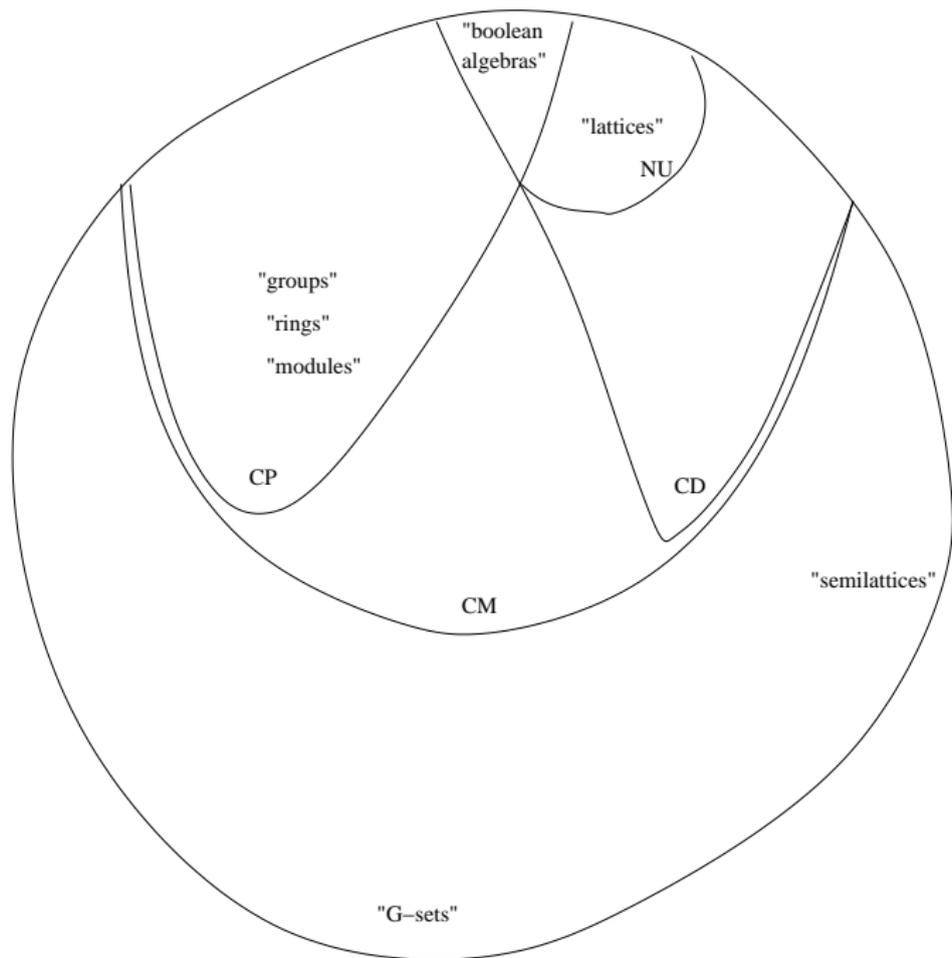 "boolean
algebras"
"lattices"
NU
"groups"
"rings"
"modules"
CP
CD
"semilattices"
CM
"G–sets"